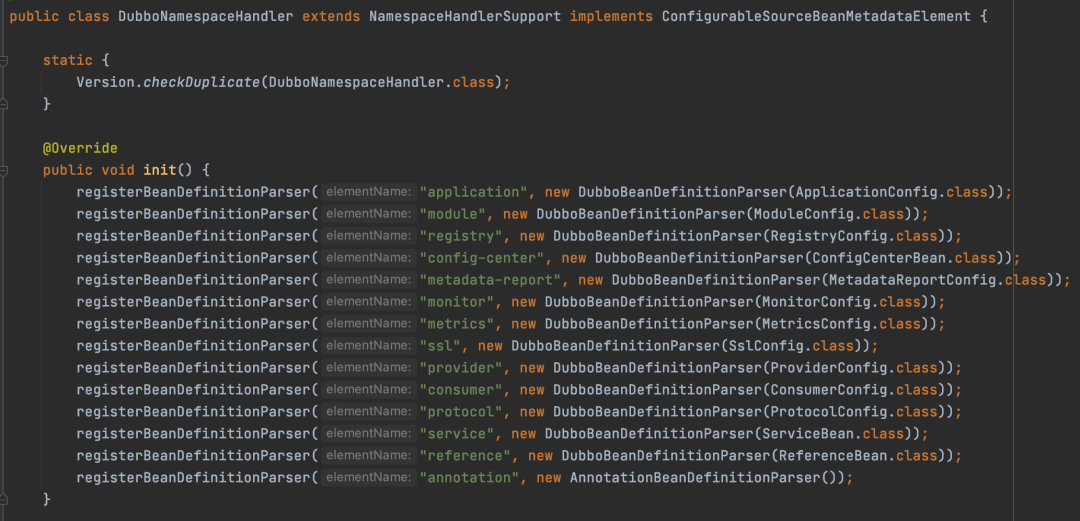 public class DubboNamespaceHandler extends NamespaceHandlerSupport implements ConfigurableSourceBeanMetadataElement {
static {
Version.checkDuplicate(DubboNamespaceHandler.class);
}
@Override
public void init() {
registerBeanDefinitionParser( elementName: "application", new DubboBeanDefinitionParser(ApplicationConfig.class));
registerBeanDefinitionParser( elementName: "module", new DubboBeanDefinitionParser(ModuleConfig.class));
registerBeanDefinitionParser( elementName: "registry", new DubboBeanDefinitionParser(RegistryConfig.class));
registerBeanDefinitionParser( elementName: "config-center", new DubboBeanDefinitionParser(ConfigCenterBean.class));
registerBeanDefinitionParser( elementName: "metadata-report", new DubboBeanDefinitionParser(MetadataReportConfig.class));
registerBeanDefinitionParser( elementName: "monitor", new DubboBeanDefinitionParser(MonitorConfig.class));
registerBeanDefinitionParser( elementName: "metrics", new DubboBeanDefinitionParser(MetricsConfig.class));
registerBeanDefinitionParser( elementName: "ssl", new DubboBeanDefinitionParser(SslConfig.class));
registerBeanDefinitionParser( elementName: "provider", new DubboBeanDefinitionParser(ProviderConfig.class));
registerBeanDefinitionParser( elementName: "consumer", new DubboBeanDefinitionParser(ConsumerConfig.class));
registerBeanDefinitionParser( elementName: "protocol", new DubboBeanDefinitionParser(ProtocolConfig.class));
registerBeanDefinitionParser( elementName: "service", new DubboBeanDefinitionParser(ServiceBean.class));
registerBeanDefinitionParser( elementName: "reference", new DubboBeanDefinitionParser(ReferenceBean.class));
registerBeanDefinitionParser( elementName: "annotation", new AnnotationBeanDefinitionParser());
}